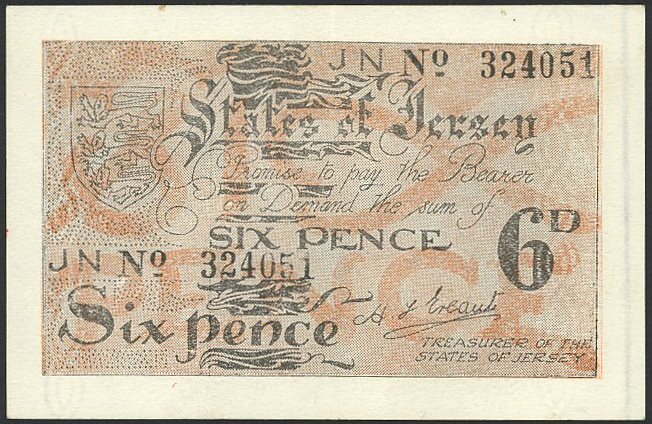 JN Nº 324051
States of Jersey
Promise to pay the Bearer
on Demand the sum of
SIX PENCE
6D
JN Nº 324051
Six pence
H F Ereaut
TREASURER OF THE
STATES OF JERSEY